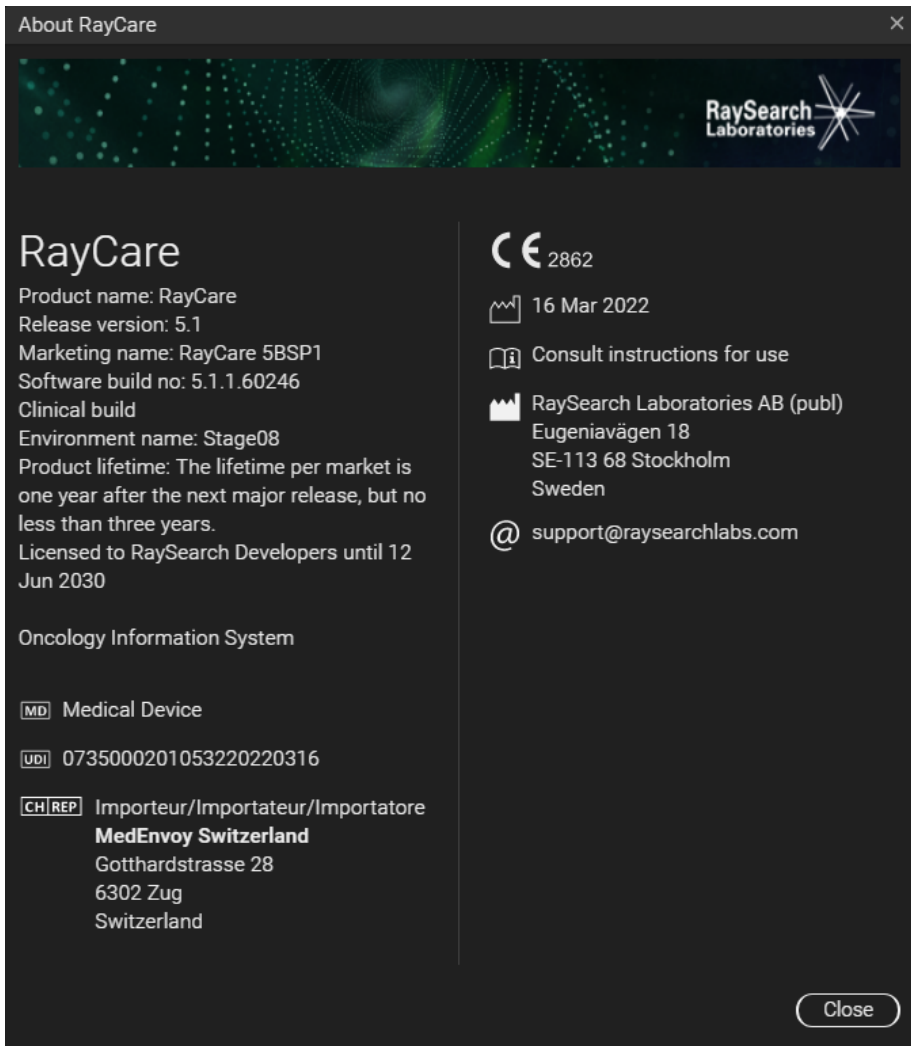 About RayCare
RaySearch
Laboratories
RayCare
Product name: RayCare
Release version: 5.1
Marketing name: RayCare 5BSP1
Software build no: 5.1.1.60246
Clinical build
Environment name: Stage08
Product lifetime: The lifetime per market is
one year after the next major release, but no
less than three years.
Licensed to RaySearch Developers until 12
Jun 2030
Oncology Information System
MD Medical Device
UDI 0735000201053220220316
CH REP Importeur/Importateur/Importatore
MedEnvoy Switzerland
Gotthardstrasse 28
6302 Zug
Switzerland
CE 2862
16 Mar 2022
Consult instructions for use
RaySearch Laboratories AB (publ)
Eugeniavägen 18
SE-113 68 Stockholm
Sweden
@ support@raysearchlabs.com
Close